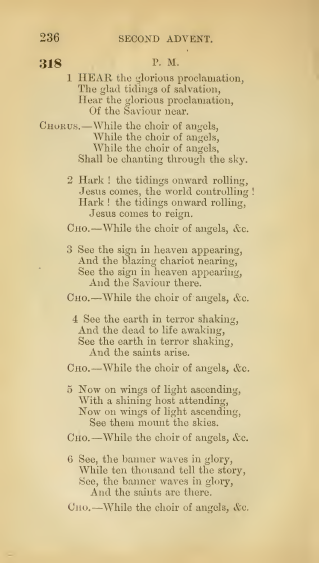 236 SECOND ADVENT.
318 P. M.
1 HEAR the glorious proclamation,
The glad tidings of salvation,
Hear the glorious proclamation,
Of the Saviour near.
CHORUS.—While the choir of angels,
While the choir of angels,
While the choir of angels,
Shall be chanting through the sky.
2 Hark ! the tidings onward rolling,
Jesus comes, the world controlling !
Hark ! the tidings onward rolling,
Jesus comes to reign.
CHO.—While the choir of angels, &c.
3 See the sign in heaven appearing,
And the blazing chariot nearing,
See the sign in heaven appearing,
And the Saviour there.
CHO.—While the choir of angels, &c.
4 See the earth in terror shaking,
And the dead to life awaking,
See the earth in terror shaking,
And the saints arise.
CHO.—While the choir of angels, &c.
5 Now on wings of light ascending,
With a shining host attending,
Now on wings of light ascending,
See them mount the skies.
CHO.—While the choir of angels, &c.
6 See, the banner waves in glory,
While ten thousand tell the story,
See, the banner waves in glory,
And the saints are there.
CHO.—While the choir of angels, &c.